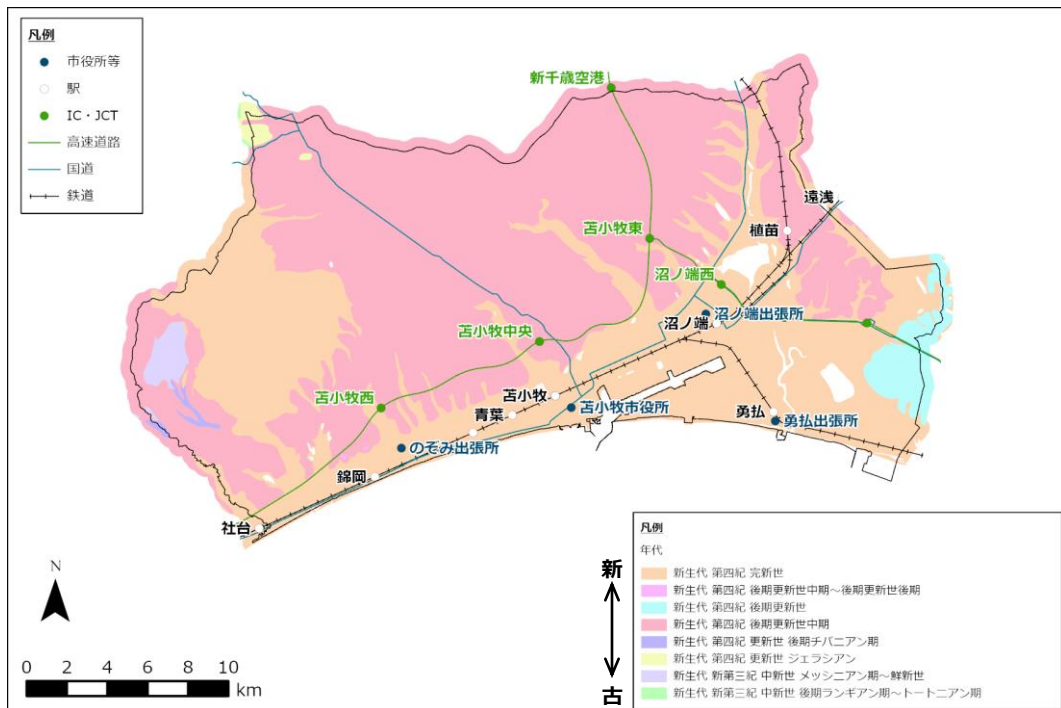 凡例
市役所等
駅
IC・JCT
高速道路
国道
鉄道
新千歳空港
遠浅
植苗
苫小牧東
沼ノ端西
沼ノ端出張所
沼ノ端
苫小牧中央
苫小牧
苫小牧西
青葉
苫小牧市役所
勇払
勇払出張所
のぞみ出張所
錦岡
社台
N
0 2 4 6 8 10
km
新
古
凡例
年代
新生代 第四紀 完新世
新生代 第四紀 後期更新世中期～後期更新世後期
新生代 第四紀 後期更新世
新生代 第四紀 後期更新世中期
新生代 第四紀 更新世 後期チバニアン期
新生代 第四紀 更新世 ジェラシアン
新生代 新第三紀 中新世 メッシニアン期～鮮新世
新生代 新第三紀 中新世 後期ランギアン期～トートニアン期